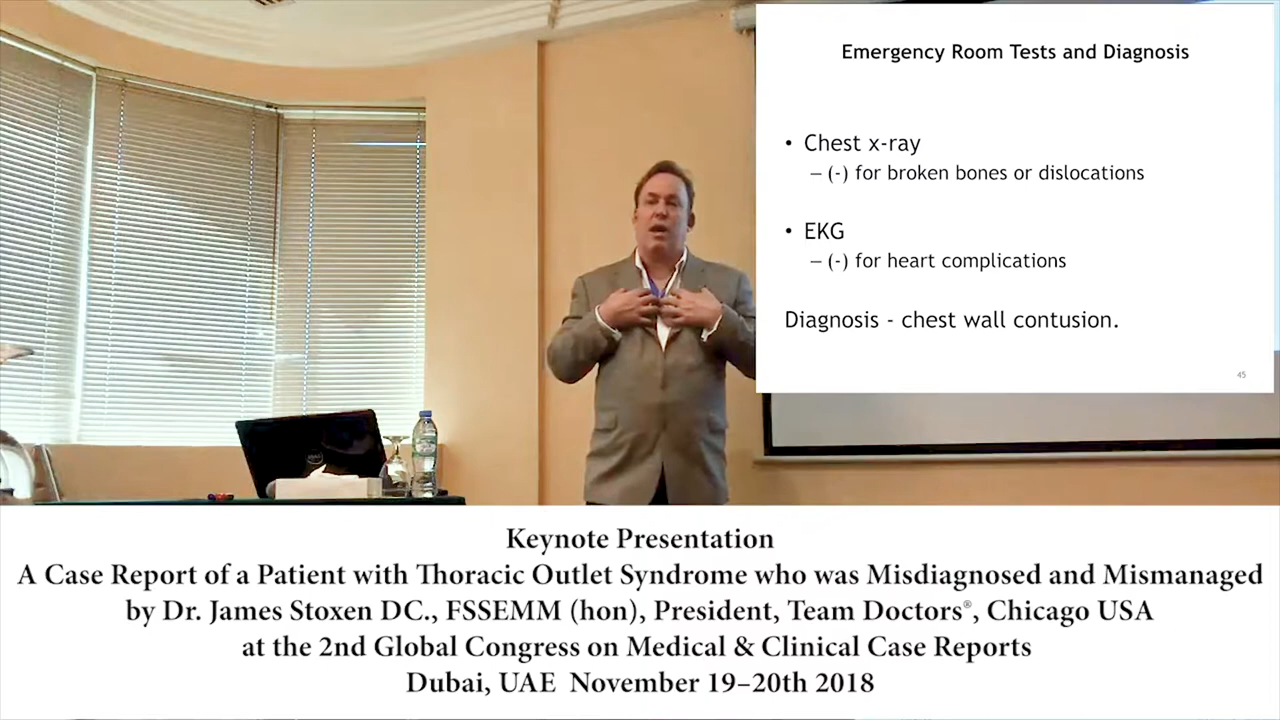 Emergency Room Tests and Diagnosis
• Chest x-ray
– (-) for broken bones or dislocations
• EKG
– (-) for heart complications
Diagnosis - chest wall contusion.
45
Keynote Presentation
A Case Report of a Patient with Thoracic Outlet Syndrome who was Misdiagnosed and Mismanaged
by Dr. James Stoxen DC., FSSEMM (hon), President, Team Doctors®, Chicago USA
at the 2nd Global Congress on Medical & Clinical Case Reports
Dubai, UAE November 19–20th 2018